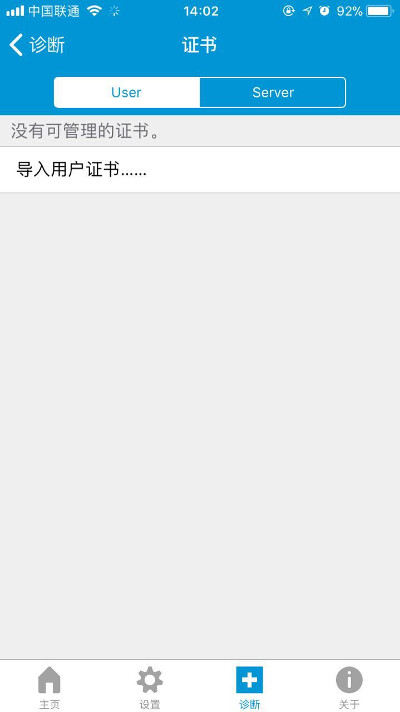 中国联通 14:02 92%
诊断 证书
User Server
没有可管理的证书。
导入用户证书......
主页 设置 诊断 关于